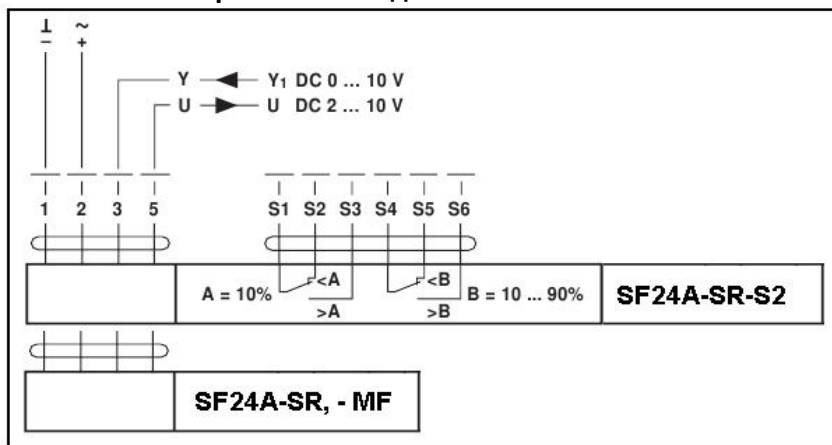 ⊥ ~
– +
Y Y₁ DC 0 ... 10 V
U U DC 2 ... 10 V
1 2 3 5 S1 S2 S3 S4 S5 S6
A = 10% <A >A <B >B B = 10 ... 90% SF24A-SR-S2
SF24A-SR, - MF